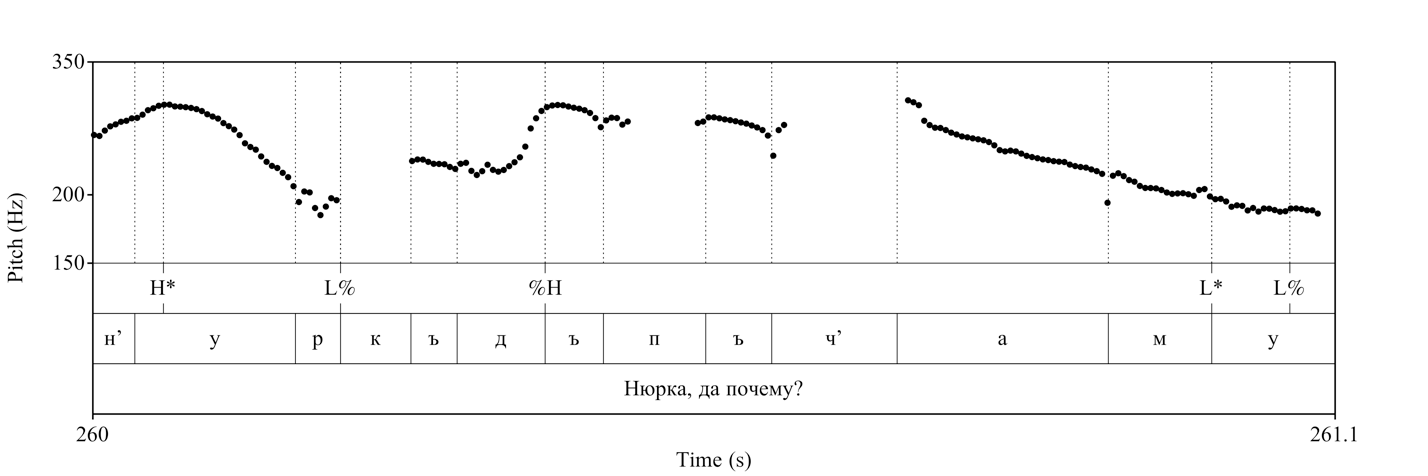 350
200
150
Pitch (Hz)
H* L% %H L* L%
н’ у р к ъ д ъ п ъ ч’ а м у
Нюрка, да почему?
260 261.1
Time (s)